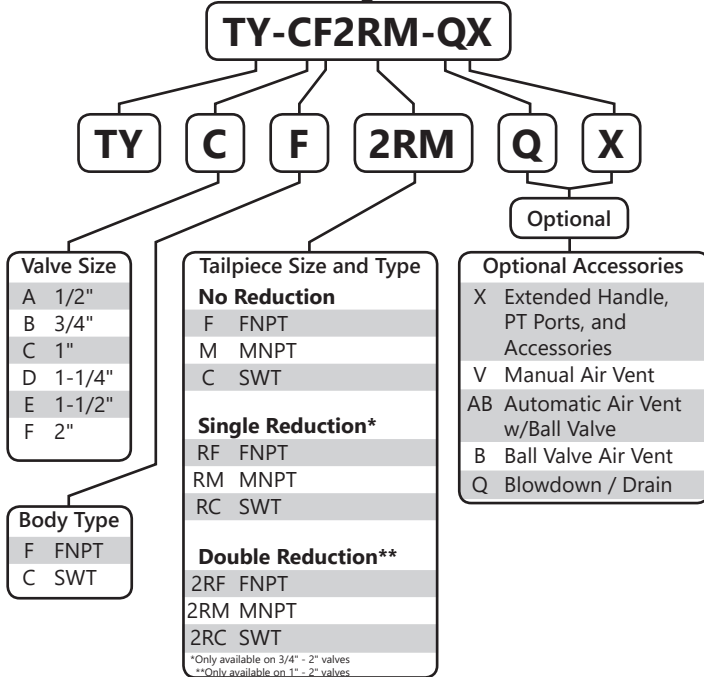 TY-CF2RM-QX
TY C F 2RM Q X
Optional
Valve Size
A 1/2"
B 3/4"
C 1"
D 1-1/4"
E 1-1/2"
F 2"
Body Type
F FNPT
C SWT
Tailpiece Size and Type
No Reduction
F FNPT
M MNPT
C SWT
Single Reduction*
RF FNPT
RM MNPT
RC SWT
Double Reduction**
2RF FNPT
2RM MNPT
2RC SWT
*Only available on 3/4" - 2" valves
**Only available on 1" - 2" valves
Optional Accessories
X Extended Handle,
PT Ports, and
Accessories
V Manual Air Vent
AB Automatic Air Vent
w/Ball Valve
B Ball Valve Air Vent
Q Blowdown / Drain